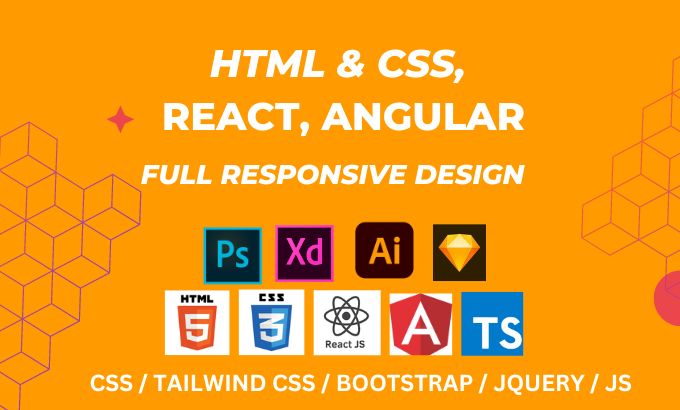 HTML & CSS,
REACT, ANGULAR
FULL RESPONSIVE DESIGN
Ps Xd Ai
HTML 5 CSS 3 React JS A TS
CSS / TAILWIND CSS / BOOTSTRAP / JQUERY / JS